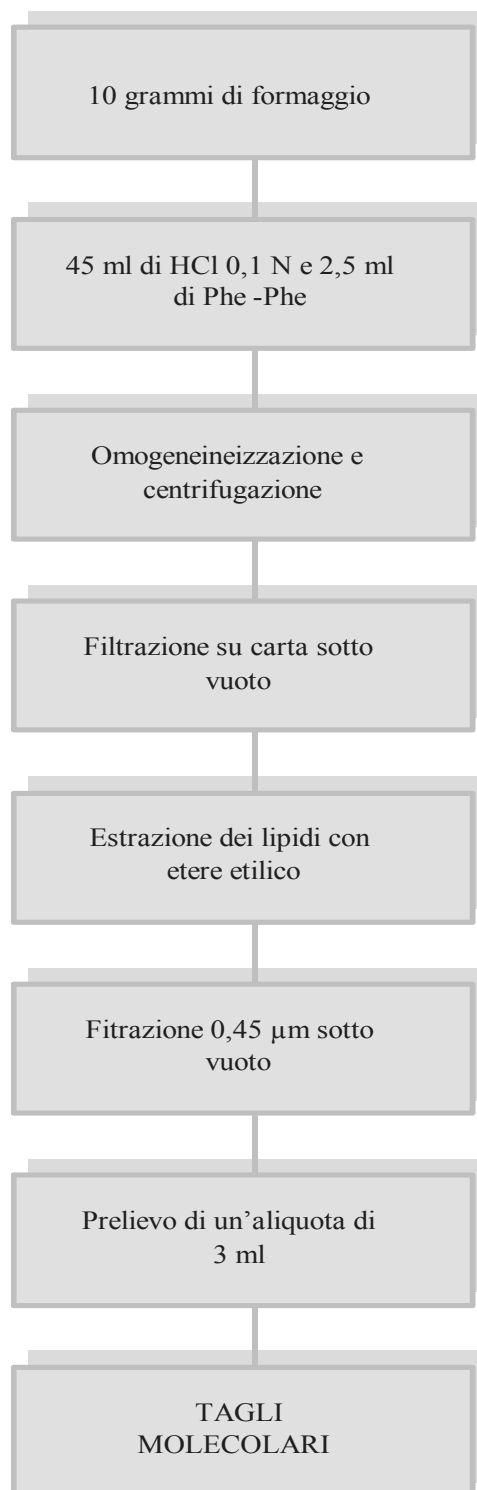 10 grammi di formaggio
45 ml di HCl 0,1 N e 2,5 ml
di Phe -Phe
Omogeneineizzazione e
centrifugazione
Filtrazione su carta sotto
vuoto
Estrazione dei lipidi con
etere etilico
Fitrazione 0,45 µm sotto
vuoto
Prelievo di un’aliquota di
3 ml
TAGLI
MOLECOLARI